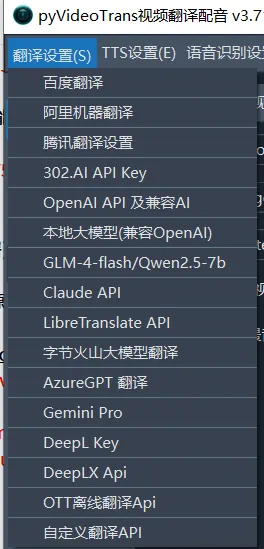 pyVideoTrans视频翻译配音 v3.7
翻译设置(S) TTS设置(E) 语音识别设
百度翻译
阿里机器翻译
腾讯翻译设置
302.AI API Key
OpenAI API 及兼容AI
本地大模型(兼容OpenAI)
GLM-4-flash/Qwen2.5-7b
Claude API
LibreTranslate API
字节火山大模型翻译
AzureGPT 翻译
Gemini Pro
DeepL Key
DeepLX Api
OTT离线翻译Api
自定义翻译API